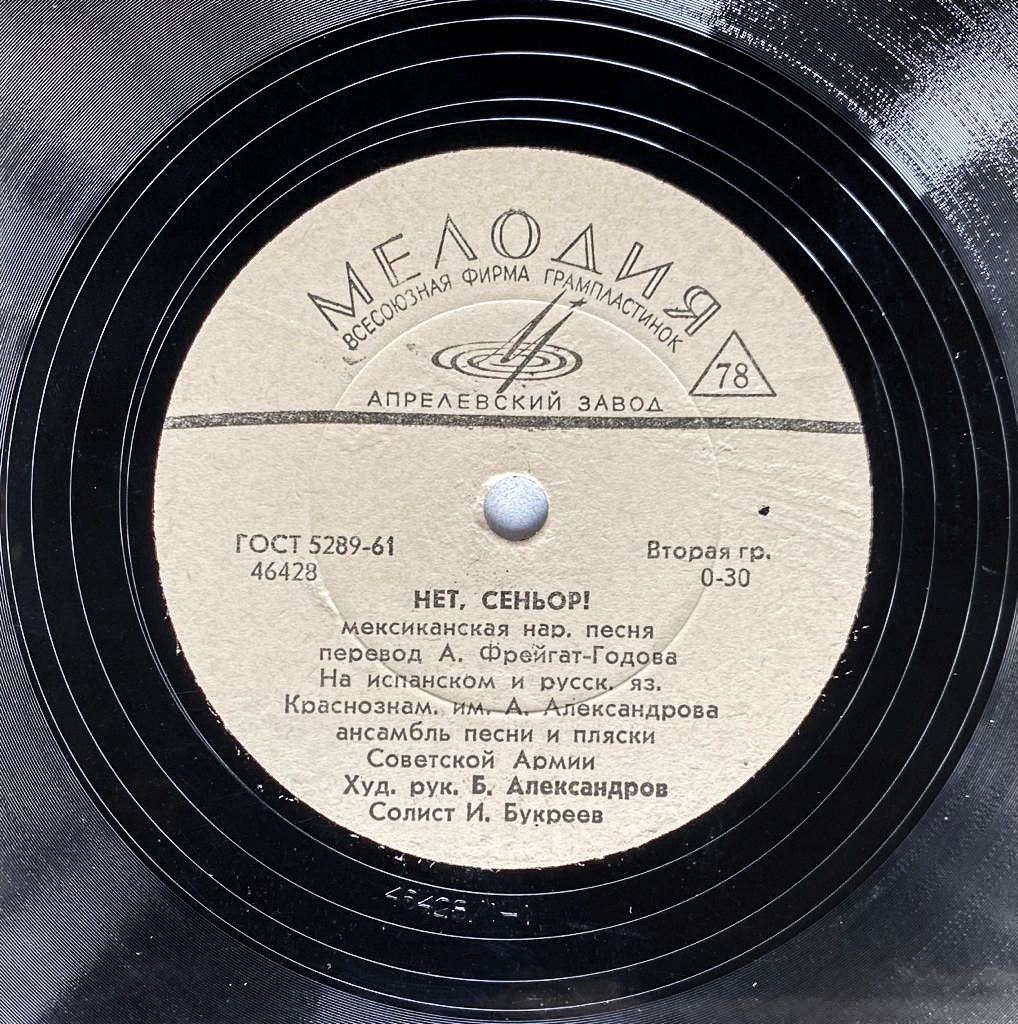 МЕЛОДИЯ
ВСЕСОЮЗНАЯ ФИРМА ГРАМПЛАСТИНОК
78
АПРЕЛЕВСКИЙ ЗАВОД
ГОСТ 5289-61
46428
Вторая гр.
0-30
НЕТ, СЕНЬОР!
мексиканская нар. песня
перевод А. Фрейгат-Годова
На испанском и русск. яз.
Краснознам. им. А. Александрова
ансамбль песни и пляски
Советской Армии
Худ. рук. Б. Александров
Солист И. Букреев